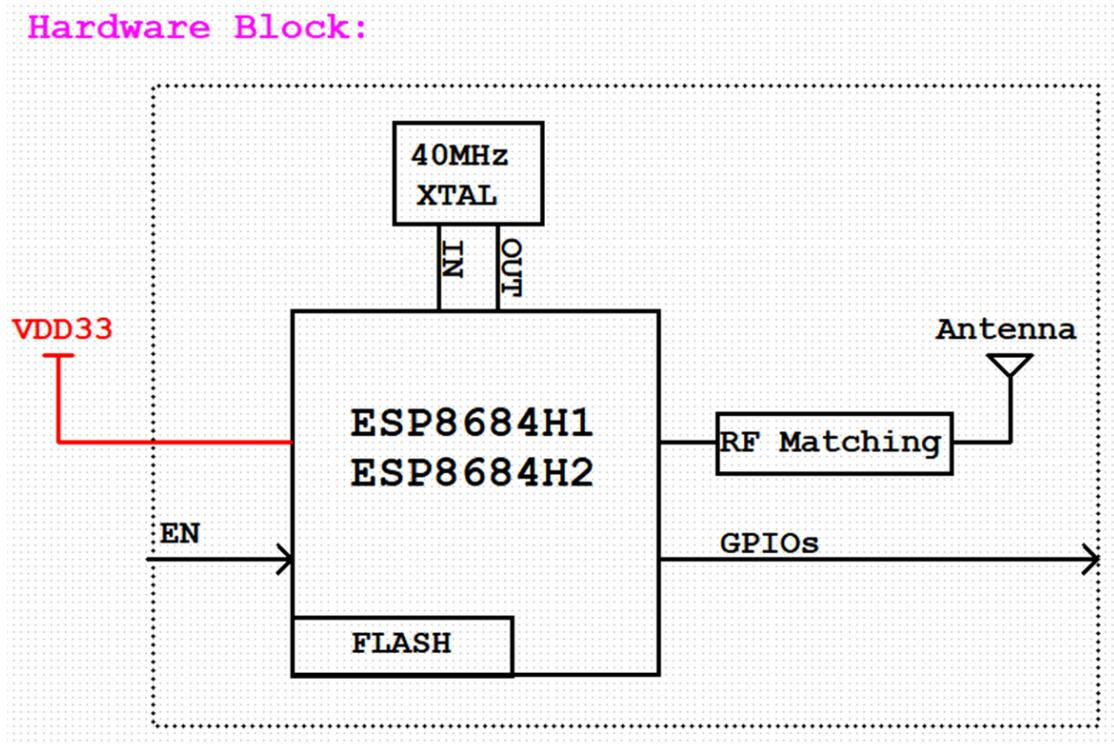 Hardware Block:
40MHz
XTAL
IN
OUT
VDD33
Antenna
ESP8684H1
ESP8684H2
RF Matching
EN
GPIOs
FLASH